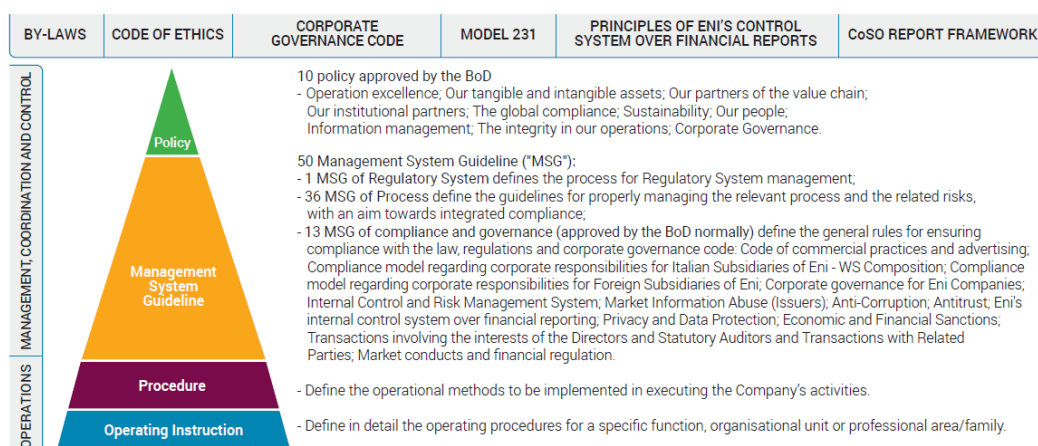 BY-LAWS
CODE OF ETHICS
CORPORATE
GOVERNANCE CODE
MODEL 231
PRINCIPLES OF ENI'S CONTROL
SYSTEM OVER FINANCIAL REPORTS
CoSO REPORT FRAMEWORK
MANAGEMENT, COORDINATION AND CONTROL
Policy
10 policy approved by the BoD
- Operation excellence; Our tangible and intangible assets; Our partners of the value chain;
Our institutional partners; The global compliance; Sustainability; Our people;
Information management; The integrity in our operations; Corporate Governance.
Management
System
Guideline
50 Management System Guideline ("MSG"):
- 1 MSG of Regulatory System defines the process for Regulatory System management;
- 36 MSG of Process define the guidelines for properly managing the relevant process and the related risks,
with an aim towards integrated compliance;
- 13 MSG of compliance and governance (approved by the BoD normally) define the general rules for ensuring
compliance with the law, regulations and corporate governance code: Code of commercial practices and advertising;
Compliance model regarding corporate responsibilities for Italian Subsidiaries of Eni - WS Composition; Compliance
model regarding corporate responsibilities for Foreign Subsidiaries of Eni; Corporate governance for Eni Companies;
Internal Control and Risk Management System; Market Information Abuse (Issuers); Anti-Corruption; Antitrust; Eni's
internal control system over financial reporting; Privacy and Data Protection; Economic and Financial Sanctions;
Transactions involving the interests of the Directors and Statutory Auditors and Transactions with Related
Parties; Market conducts and financial regulation.
OPERATIONS
Procedure
- Define the operational methods to be implemented in executing the Company's activities.
Operating Instruction
- Define in detail the operating procedures for a specific function, organisational unit or professional area/family.